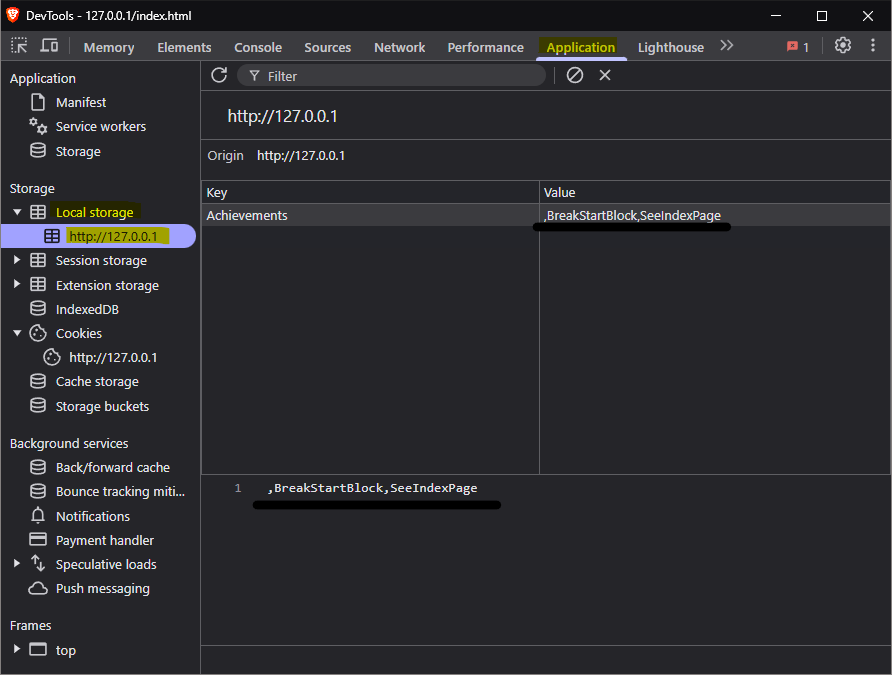 DevTools - 127.0.0.1/index.html
Memory Elements Console Sources Network Performance Application Lighthouse 1
Application
Manifest
Service workers
Storage
Storage
Local storage
http://127.0.0.1
Session storage
Extension storage
IndexedDB
Cookies
http://127.0.0.1
Cache storage
Storage buckets
Background services
Back/forward cache
Bounce tracking miti...
Notifications
Payment handler
Speculative loads
Push messaging
Frames
top
Filter
http://127.0.0.1
Origin http://127.0.0.1
Key Value
Achievements ,BreakStartBlock,SeeIndexPage
1 ,BreakStartBlock,SeeIndexPage